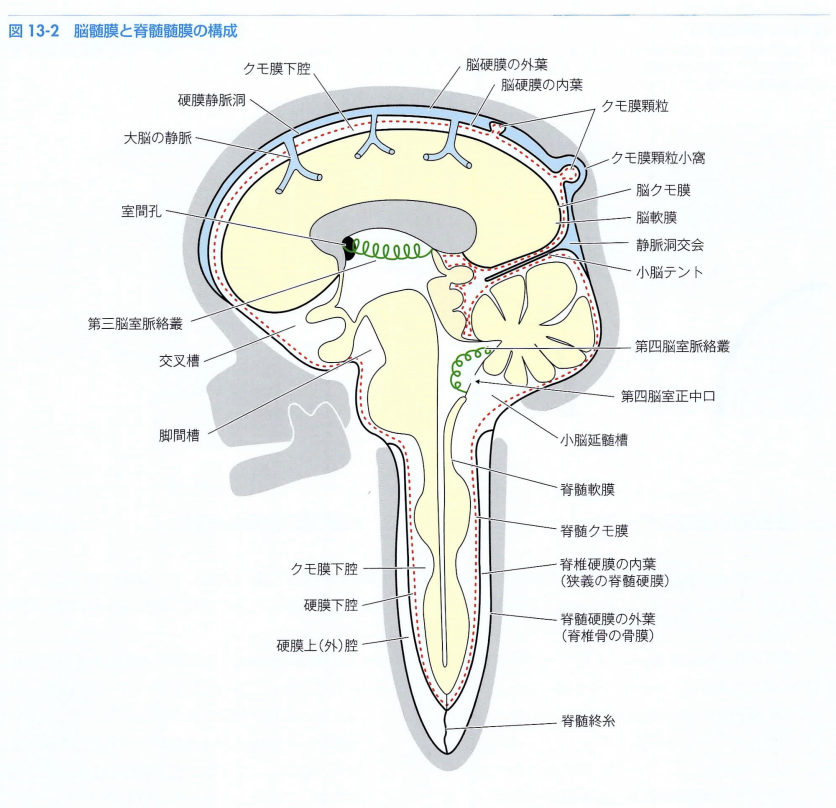 図 13-2 脳髄膜と脊髄髄膜の構成
クモ膜下腔
硬膜静脈洞
大脳の静脈
室間孔
第三脳室脈絡叢
交叉槽
脚間槽
クモ膜下腔
硬膜下腔
硬膜上(外)腔
脳硬膜の外葉
脳硬膜の内葉
クモ膜顆粒
クモ膜顆粒小窩
脳クモ膜
脳軟膜
静脈洞交会
小脳テント
第四脳室脈絡叢
第四脳室正中口
小脳延髄槽
脊髄軟膜
脊髄クモ膜
脊椎硬膜の内葉
(狭義の脊髄硬膜)
脊髄硬膜の外葉
(脊椎骨の骨膜)
脊髄終糸